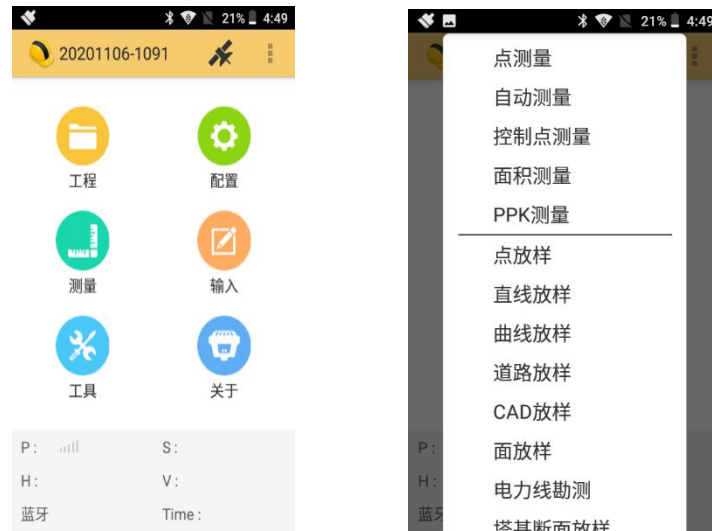 21% 4:49
20201106-1091
工程 配置
测量 输入
工具 关于
P: S:
H: V:
蓝牙 Time:
21% 4:49
点测量
自动测量
控制点测量
面积测量
PPK测量
点放样
直线放样
曲线放样
道路放样
CAD放样
面放样
电力线勘测
塔基断面放样
P:
H:
蓝牙